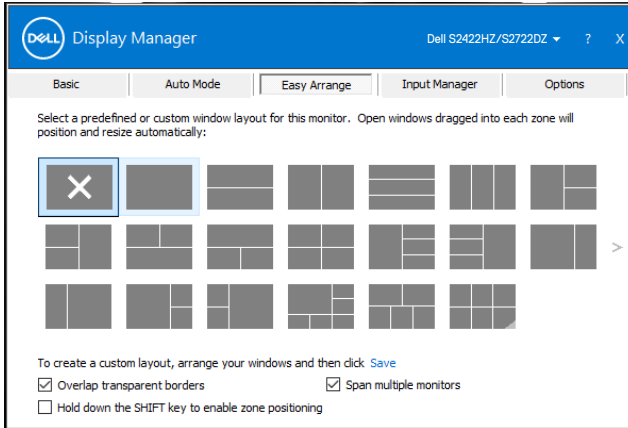 DELL Display Manager Dell S2422HZ/S2722DZ ? X
Basic Auto Mode Easy Arrange Input Manager Options
Select a predefined or custom window layout for this monitor. Open windows dragged into each zone will
position and resize automatically:
>
To create a custom layout, arrange your windows and then click Save
Overlap transparent borders Span multiple monitors
Hold down the SHIFT key to enable zone positioning